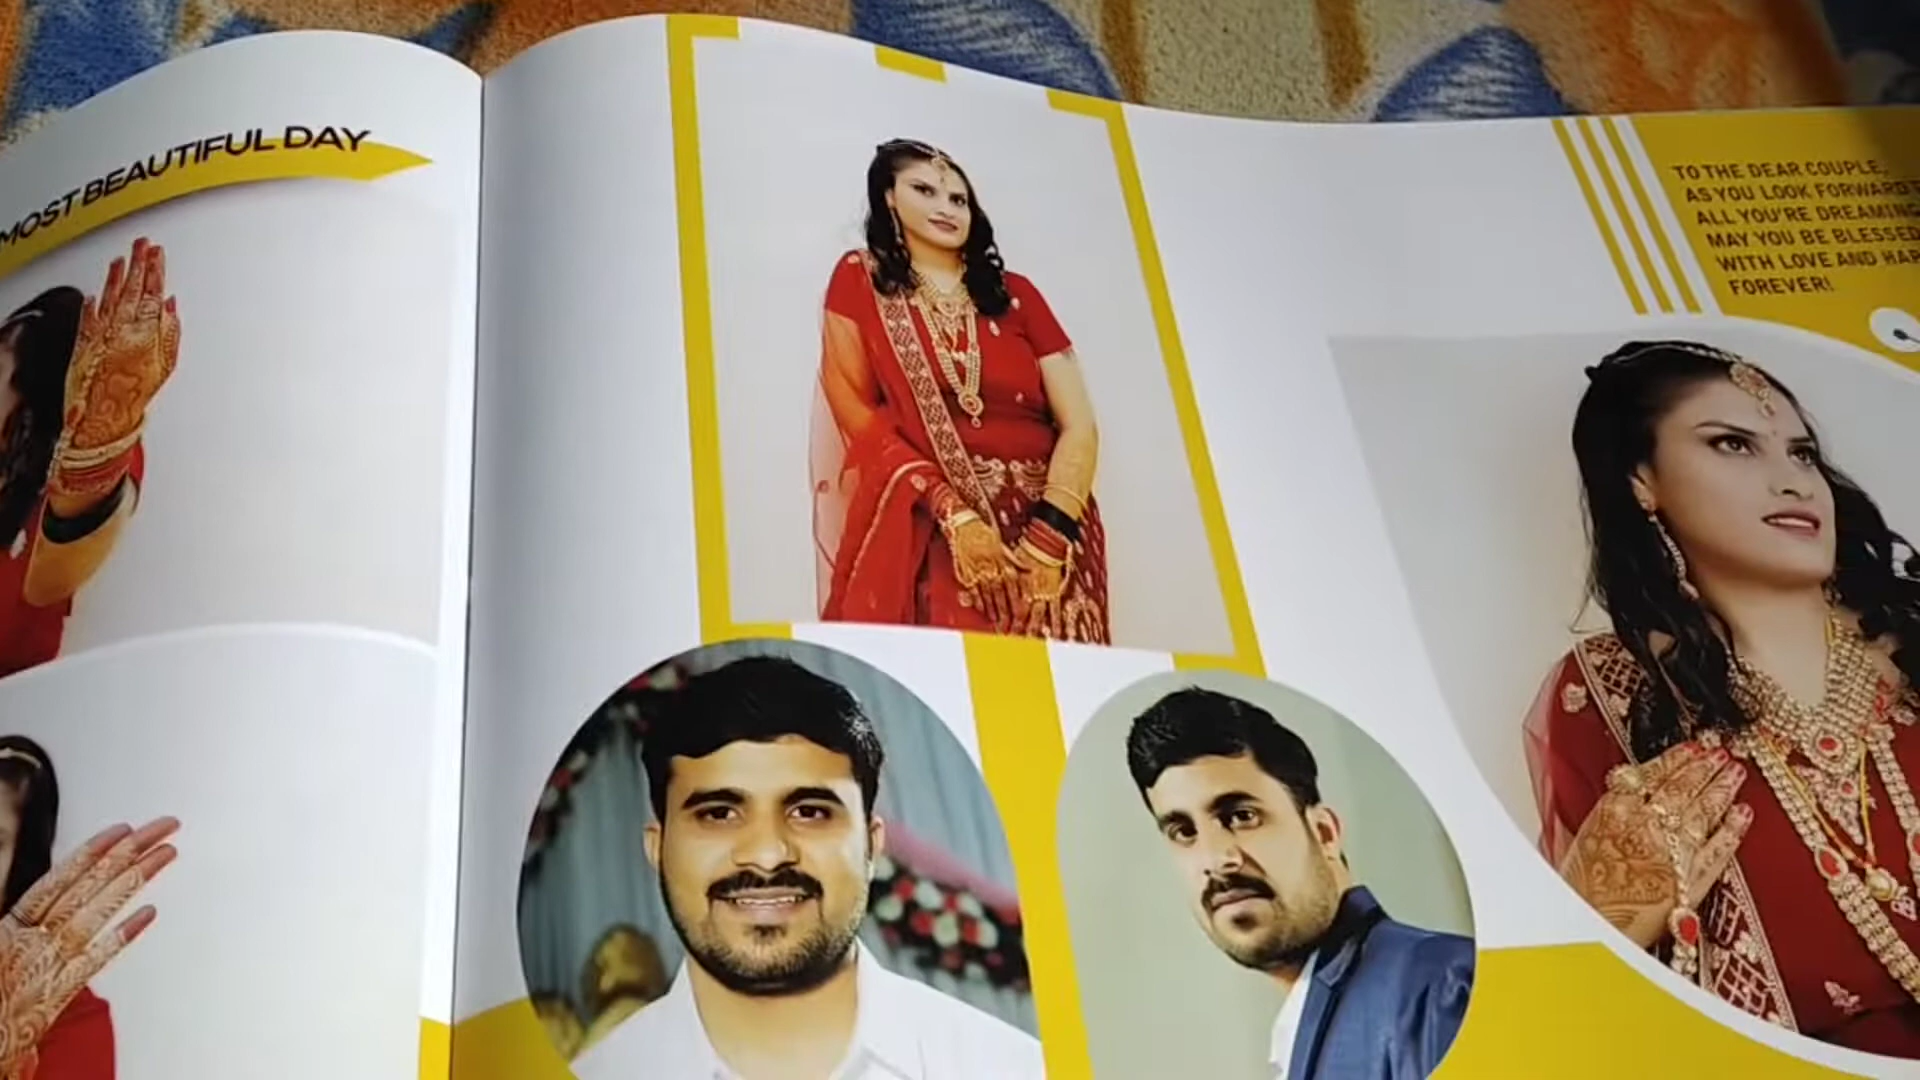 MOST BEAUTIFUL DAY
TO THE DEAR COUPLE,
AS YOU LOOK FORWARD
ALL YOU'RE DREAMING
MAY YOU BE BLESSED
WITH LOVE AND
FOREVER!